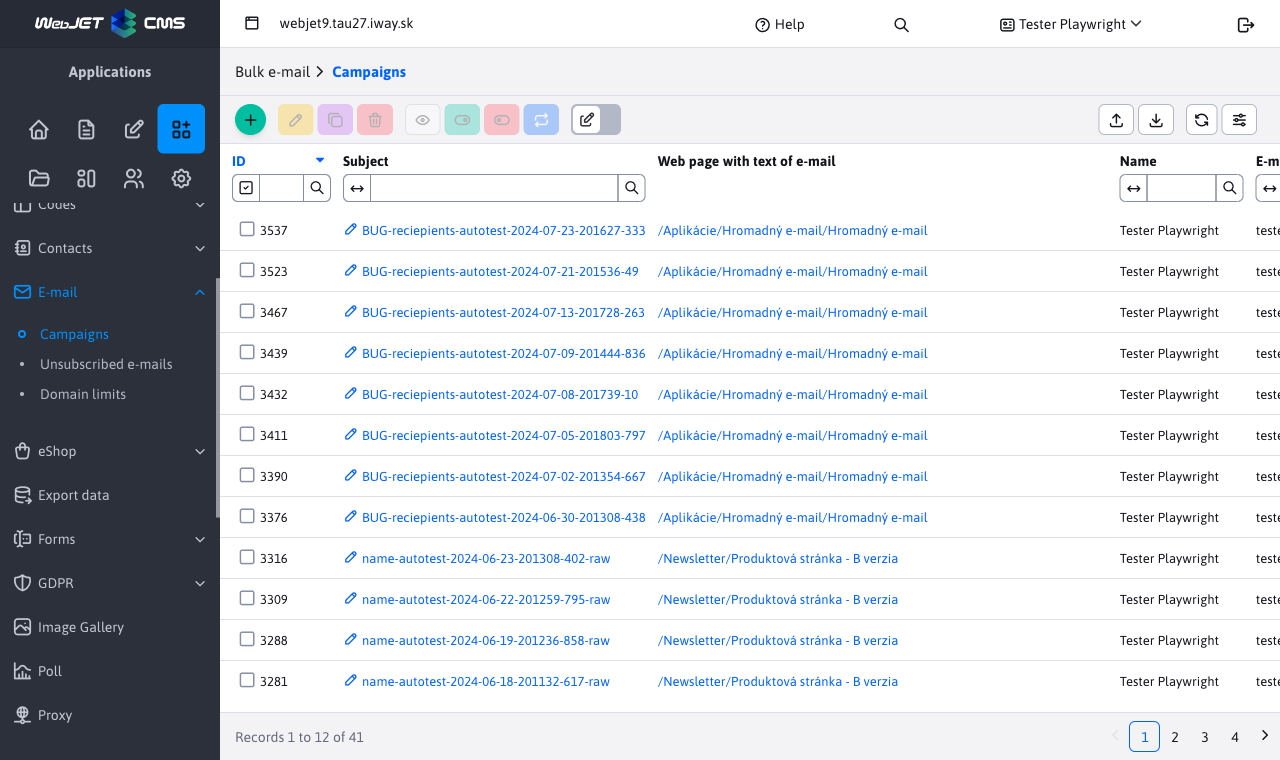 WebJET CMS
webjet9.tau27.iway.sk
Help
Tester Playwright
Applications
Codes
Contacts
E-mail
Campaigns
Unsubscribed e-mails
Domain limits
eShop
Export data
Forms
GDPR
Image Gallery
Poll
Proxy
Bulk e-mail > Campaigns
ID Subject Web page with text of e-mail Name E-m
3537 BUG-reciepients-autotest-2024-07-23-201627-333 /Aplikácie/Hromadný e-mail/Hromadný e-mail Tester Playwright teste
3523 BUG-reciepients-autotest-2024-07-21-201536-49 /Aplikácie/Hromadný e-mail/Hromadný e-mail Tester Playwright teste
3467 BUG-reciepients-autotest-2024-07-13-201728-263 /Aplikácie/Hromadný e-mail/Hromadný e-mail Tester Playwright teste
3439 BUG-reciepients-autotest-2024-07-09-201444-836 /Aplikácie/Hromadný e-mail/Hromadný e-mail Tester Playwright teste
3432 BUG-reciepients-autotest-2024-07-08-201739-10 /Aplikácie/Hromadný e-mail/Hromadný e-mail Tester Playwright teste
3411 BUG-reciepients-autotest-2024-07-05-201803-797 /Aplikácie/Hromadný e-mail/Hromadný e-mail Tester Playwright teste
3390 BUG-reciepients-autotest-2024-07-02-201354-667 /Aplikácie/Hromadný e-mail/Hromadný e-mail Tester Playwright teste
3376 BUG-reciepients-autotest-2024-06-30-201308-438 /Aplikácie/Hromadný e-mail/Hromadný e-mail Tester Playwright teste
3316 name-autotest-2024-06-23-201308-402-raw /Newsletter/Produktová stránka - B verzia Tester Playwright teste
3309 name-autotest-2024-06-22-201259-795-raw /Newsletter/Produktová stránka - B verzia Tester Playwright teste
3288 name-autotest-2024-06-19-201236-858-raw /Newsletter/Produktová stránka - B verzia Tester Playwright teste
3281 name-autotest-2024-06-18-201132-617-raw /Newsletter/Produktová stránka - B verzia Tester Playwright teste
Records 1 to 12 of 41
1 2 3 4